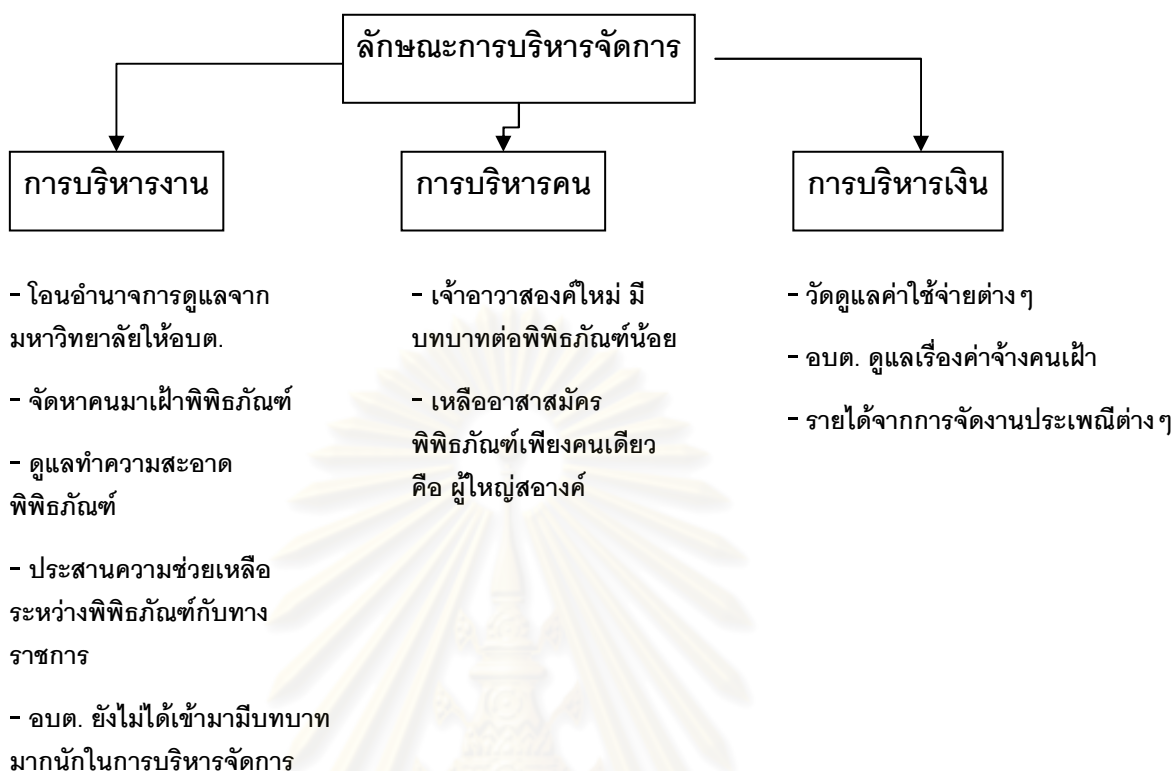 ลักษณะการบริหารจัดการ
การบริหารงาน
- โอนอำนาจการดูแลจาก
มหาวิทยาลัยให้อบต.
- จัดหาคนมาเฝ้าพิพิธภัณฑ์
- ดูแลทำความสะอาด
พิพิธภัณฑ์
- ประสานความช่วยเหลือ
ระหว่างพิพิธภัณฑ์กับทาง
ราชการ
- อบต. ยังไม่ได้เข้ามามีบทบาท
มากนักในการบริหารจัดการ
การบริหารคน
- เจ้าอาวาสองค์ใหม่ มี
บทบาทต่อพิพิธภัณฑ์น้อย
- เหลืออาสาสมัคร
พิพิธภัณฑ์เพียงคนเดียว
คือ ผู้ใหญ่สอางค์
การบริหารเงิน
- วัดดูแลค่าใช้จ่ายต่างๆ
- อบต. ดูแลเรื่องค่าจ้างคนเฝ้า
- รายได้จากการจัดงานประเพณีต่างๆ